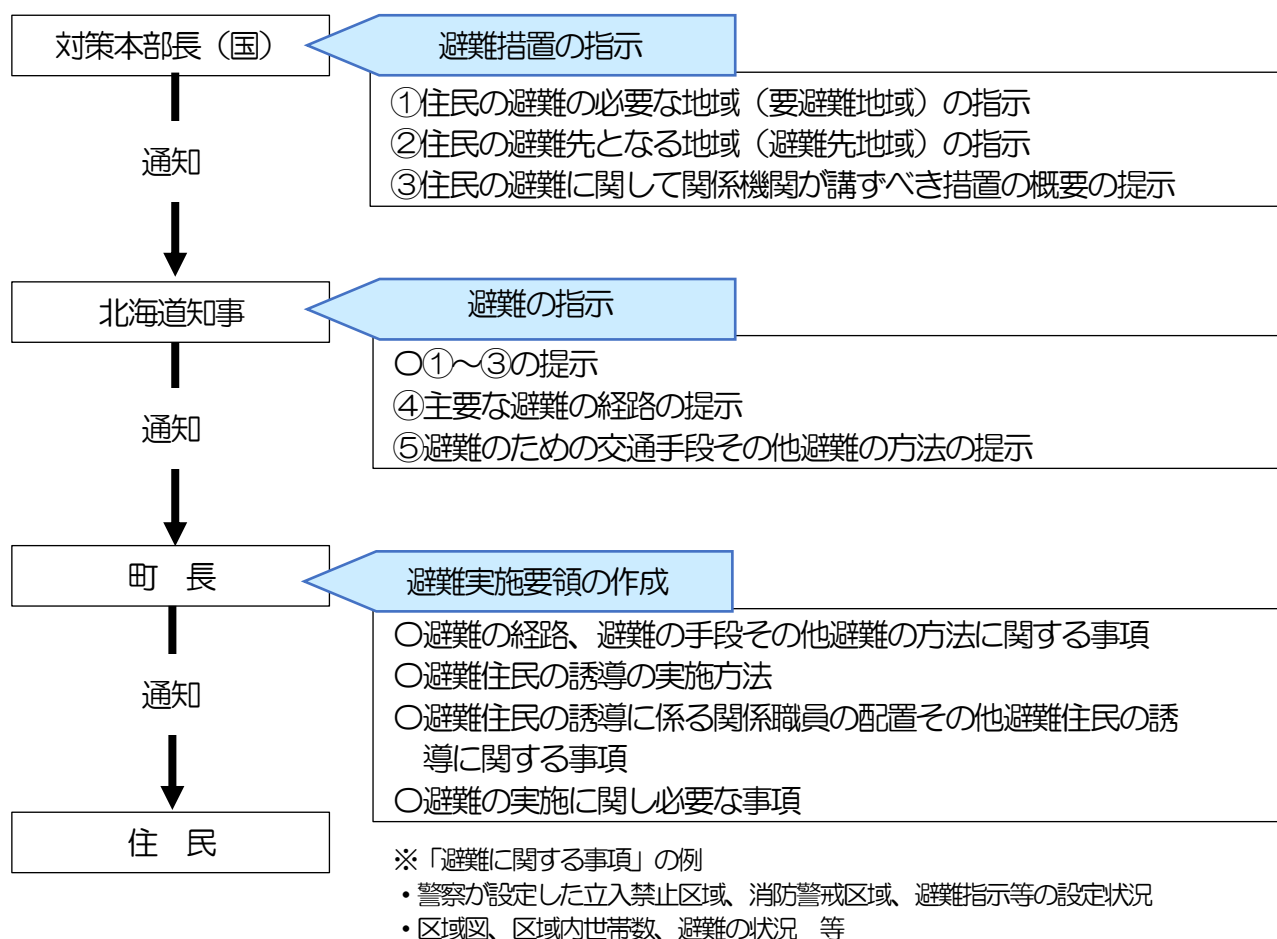 対策本部長（国）
避難措置の指示
①住民の避難の必要な地域（要避難地域）の指示
②住民の避難先となる地域（避難先地域）の指示
③住民の避難に関して関係機関が講ずべき措置の概要の提示
通知
北海道知事
避難の指示
〇①～③の提示
④主要な避難の経路の提示
⑤避難のための交通手段その他避難の方法の提示
通知
町　長
避難実施要領の作成
〇避難の経路、避難の手段その他避難の方法に関する事項
〇避難住民の誘導の実施方法
〇避難住民の誘導に係る関係職員の配置その他避難住民の誘
導に関する事項
〇避難の実施に関し必要な事項
通知
住　民
※「避難に関する事項」の例
・警察が設定した立入禁止区域、消防警戒区域、避難指示等の設定状況
・区域図、区域内世帯数、避難の状況　等